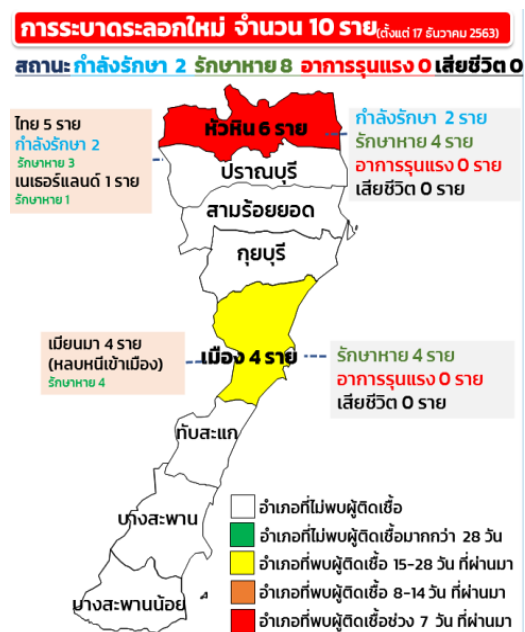 การระบาดระลอกใหม่ จำนวน 10 ราย(ตั้งแต่ 17 ธันวาคม 2563)
สถานะ กำลังรักษา 2 รักษาหาย 8 อาการรุนแรง 0 เสียชีวิต 0
ไทย 5 ราย
กำลังรักษา 2
รักษาหาย 3
เนเธอร์แลนด์ 1 ราย
รักษาหาย 1
หัวหิน 6 ราย
กำลังรักษา 2 ราย
รักษาหาย 4 ราย
อาการรุนแรง 0 ราย
เสียชีวิต 0 ราย
ปราณบุรี
สามร้อยยอด
กุยบุรี
เมียนมา 4 ราย
(หลบหนีเข้าเมือง)
รักษาหาย 4
เมือง 4 ราย
รักษาหาย 4 ราย
อาการรุนแรง 0 ราย
เสียชีวิต 0 ราย
ทับสะแก
บางสะพาน
บางสะพานน้อย
อำเภอที่ไม่พบผู้ติดเชื้อ
อำเภอที่ไม่พบผู้ติดเชื้อมากกว่า 28 วัน
อำเภอที่พบผู้ติดเชื้อ 15-28 วัน ที่ผ่านมา
อำเภอที่พบผู้ติดเชื้อ 8-14 วัน ที่ผ่านมา
อำเภอที่พบผู้ติดเชื้อช่วง 7 วัน ที่ผ่านมา